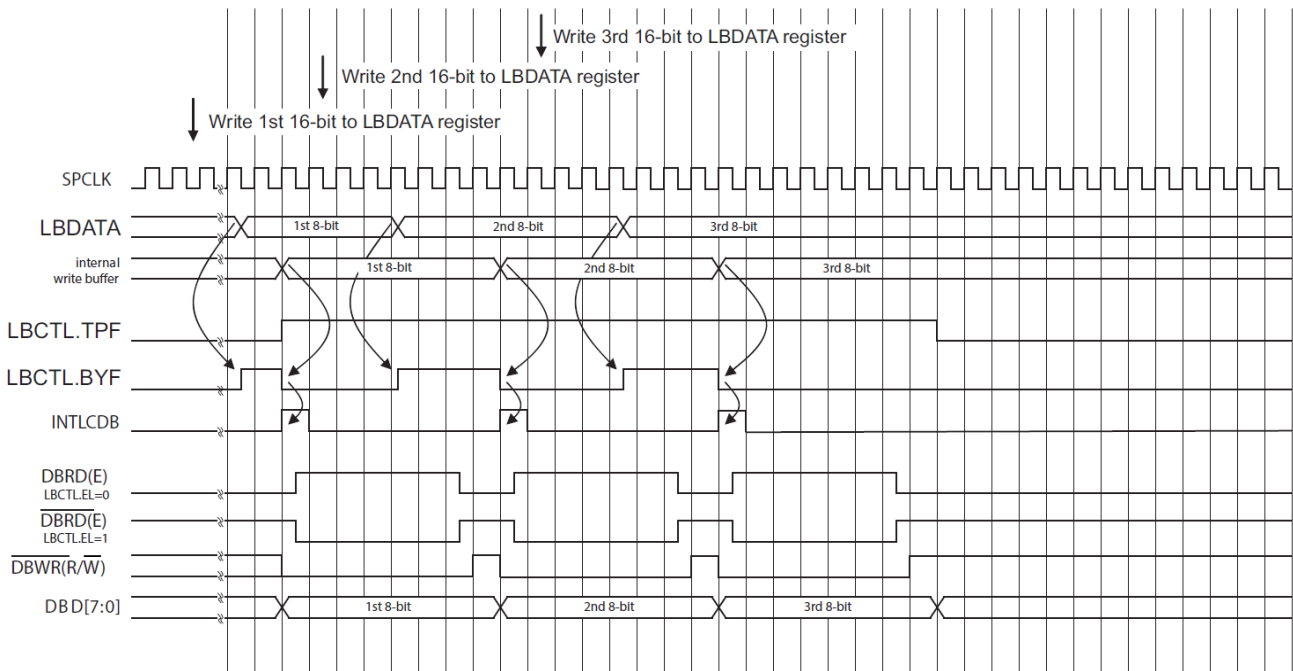 Write 3rd 16-bit to LBDATA register
Write 2nd 16-bit to LBDATA register
Write 1st 16-bit to LBDATA register
SPCLK
LBDATA 1st 8-bit 2nd 8-bit 3rd 8-bit
internal
write buffer
1st 8-bit 2nd 8-bit 3rd 8-bit
LBCTL.TPF
LBCTL.BYF
INTLCDB
DBRD(E)
LBCTL.EL=0
DBRD(E)
LBCTL.EL=1
DBWR(R/W)
DBD[7:0] 1st 8-bit 2nd 8-bit 3rd 8-bit